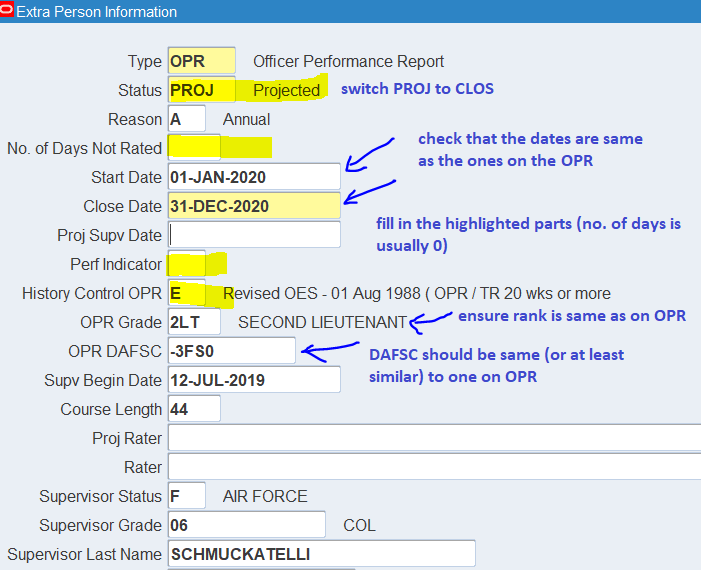 Extra Person Information
Type OPR Officer Performance Report
Status PROJ Projected switch PROJ to CLOS
Reason A Annual
No. of Days Not Rated
check that the dates are same
as the ones on the OPR
Start Date 01-JAN-2020
Close Date 31-DEC-2020
Proj Supv Date
fill in the highlighted parts (no. of days is
usually 0)
Perf Indicator
History Control OPR E Revised OES - 01 Aug 1988 ( OPR / TR 20 wks or more
OPR Grade 2LT SECOND LIEUTENANT ensure rank is same as on OPR
OPR DAFSC -3FS0
DAFSC should be same (or at least
similar) to one on OPR
Supv Begin Date 12-JUL-2019
Course Length 44
Proj Rater
Rater
Supervisor Status F AIR FORCE
Supervisor Grade 06 COL
Supervisor Last Name SCHMUCKATELLI